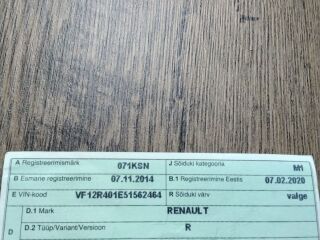 A Registreerimismärk 071KSN J Sõiduki kategooria M1
B Esmane registreerimine 07.11.2014 B.1 Registreerimine Eestis 07.02.2020
E VIN-kood VF12R401E51562464 R Sõiduki värv valge
D.1 Mark RENAULT
D D.2 Tüüp/Variant/Versioon R